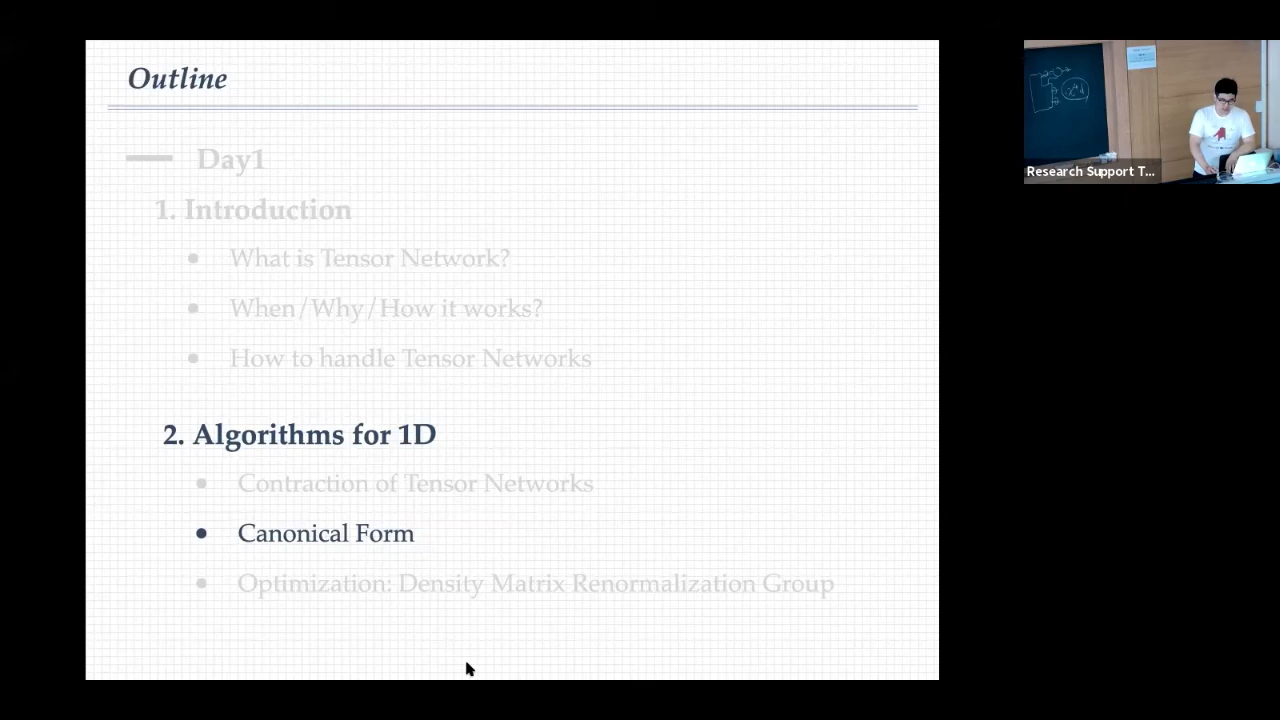 Outline
Day1
1. Introduction
• What is Tensor Network?
• When/Why/How it works?
• How to handle Tensor Networks
2. Algorithms for 1D
• Contraction of Tensor Networks
• Canonical Form
• Optimization: Density Matrix Renormalization Group
Research Support T...